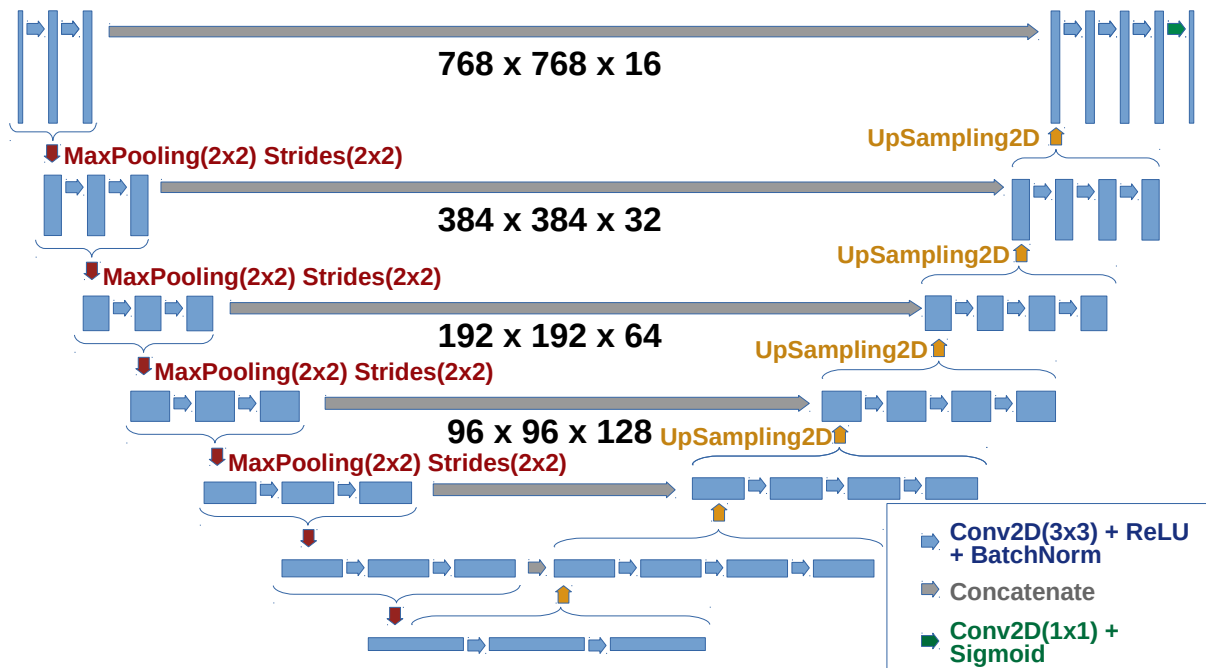 768 x 768 x 16
UpSampling2D
MaxPooling(2x2) Strides(2x2)
384 x 384 x 32
UpSampling2D
MaxPooling(2x2) Strides(2x2)
192 x 192 x 64
UpSampling2D
MaxPooling(2x2) Strides(2x2)
96 x 96 x 128
UpSampling2D
MaxPooling(2x2) Strides(2x2)
Conv2D(3x3) + ReLU
+ BatchNorm
Concatenate
Conv2D(1x1) +
Sigmoid